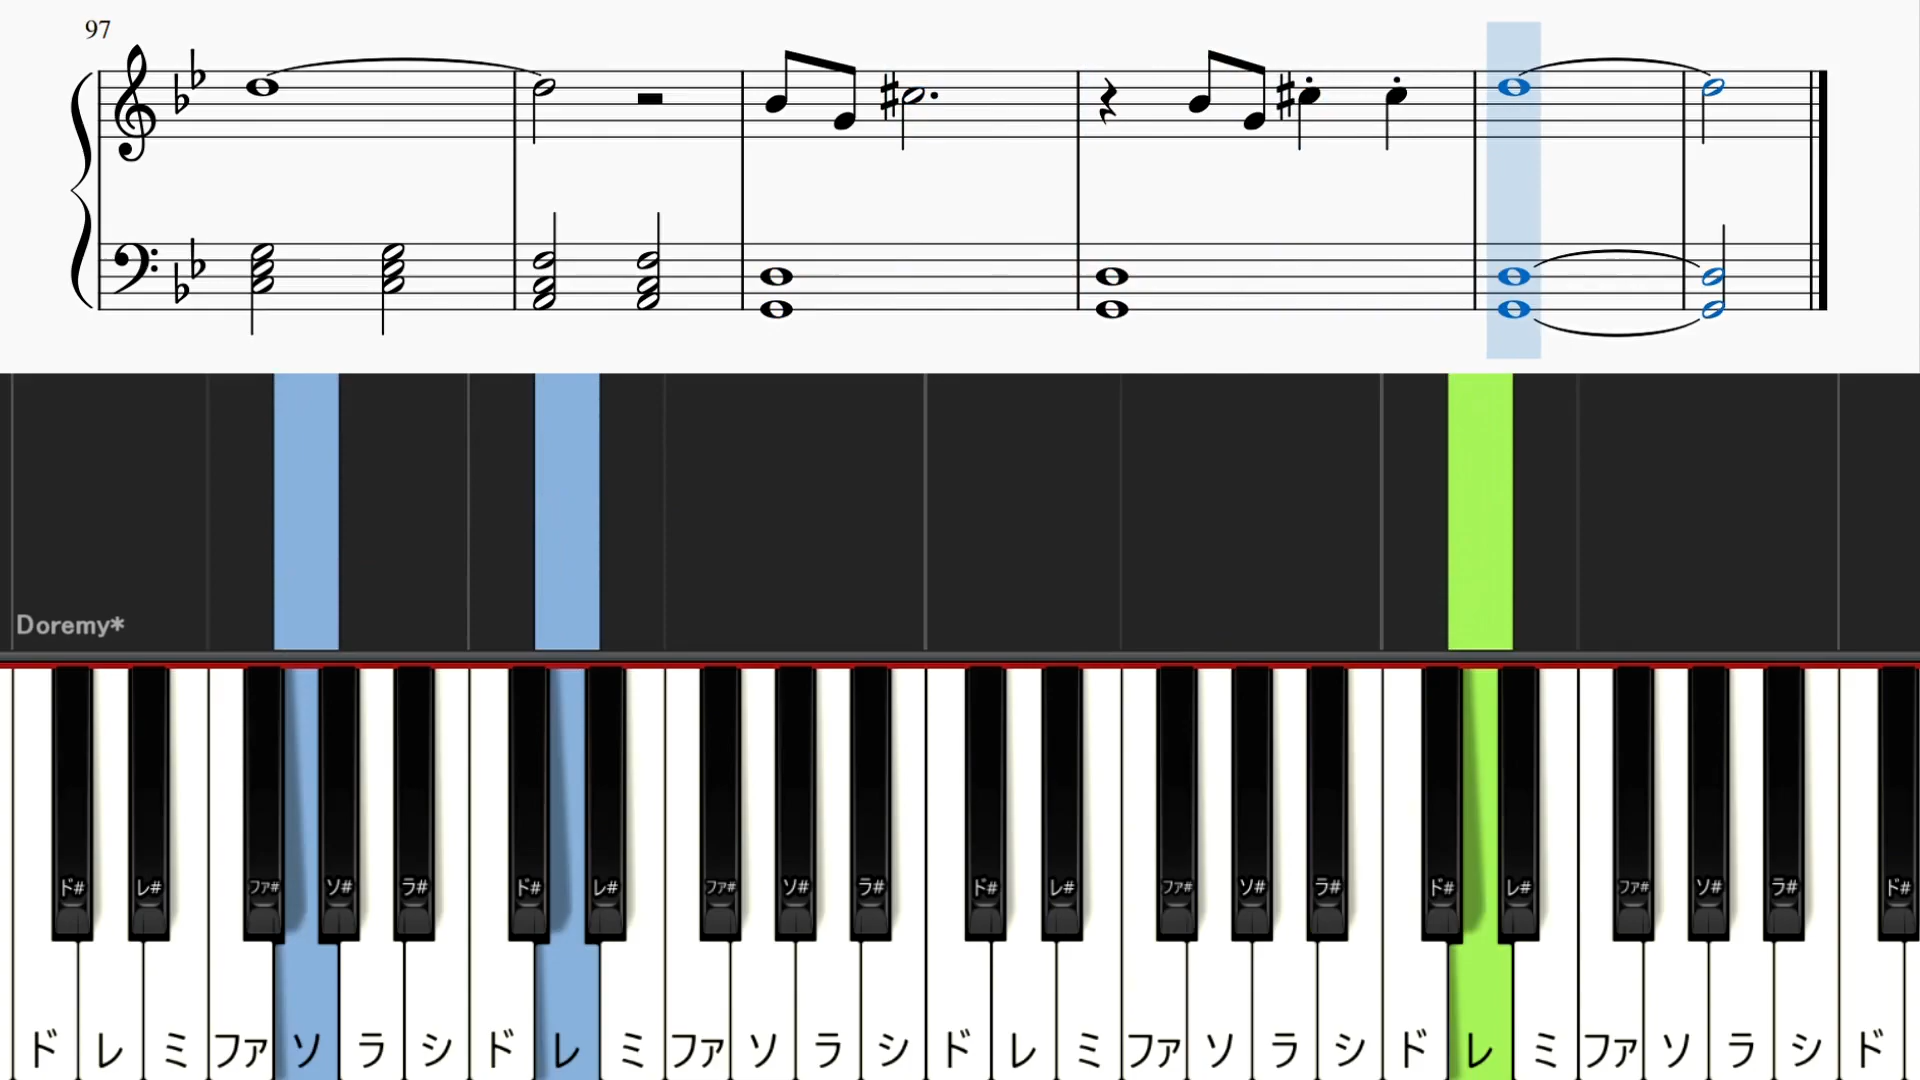 97
Doremy*
ド# レ# ファ# ソ# ラ# ド# レ# ファ# ソ# ラ# ド# レ# ファ# ソ# ラ# ド# レ# ファ# ソ# ラ# ド#
ド レ ミ ファ ソ ラ シ ド レ ミ ファ ソ ラ シ ド レ ミ ファ ソ ラ シ ド レ ミ ファ ソ ラ シ ド